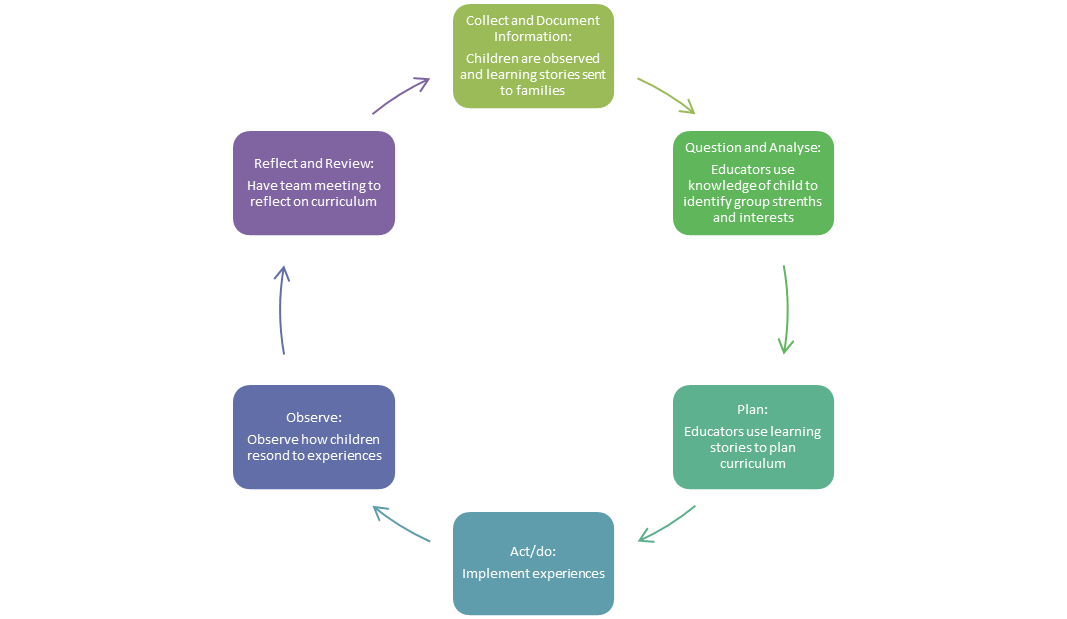 Collect and Document
Information:
Children are observed
and learning stories sent
to families
Question and Analyse:
Educators use
knowledge of child to
identify group strenths
and interests
Plan:
Educators use learning
stories to plan
curriculum
Act/do:
Implement experiences
Observe:
Observe how children
resond to experiences
Reflect and Review:
Have team meeting to
reflect on curriculum